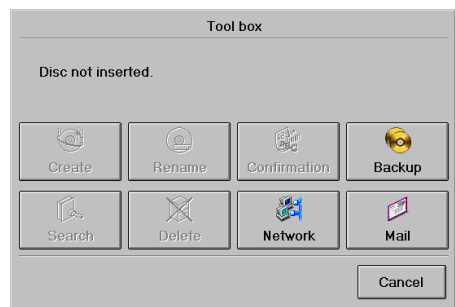 Tool box
Disc not inserted.
Create Rename Confirmation Backup
Search Delete Network Mail
Cancel